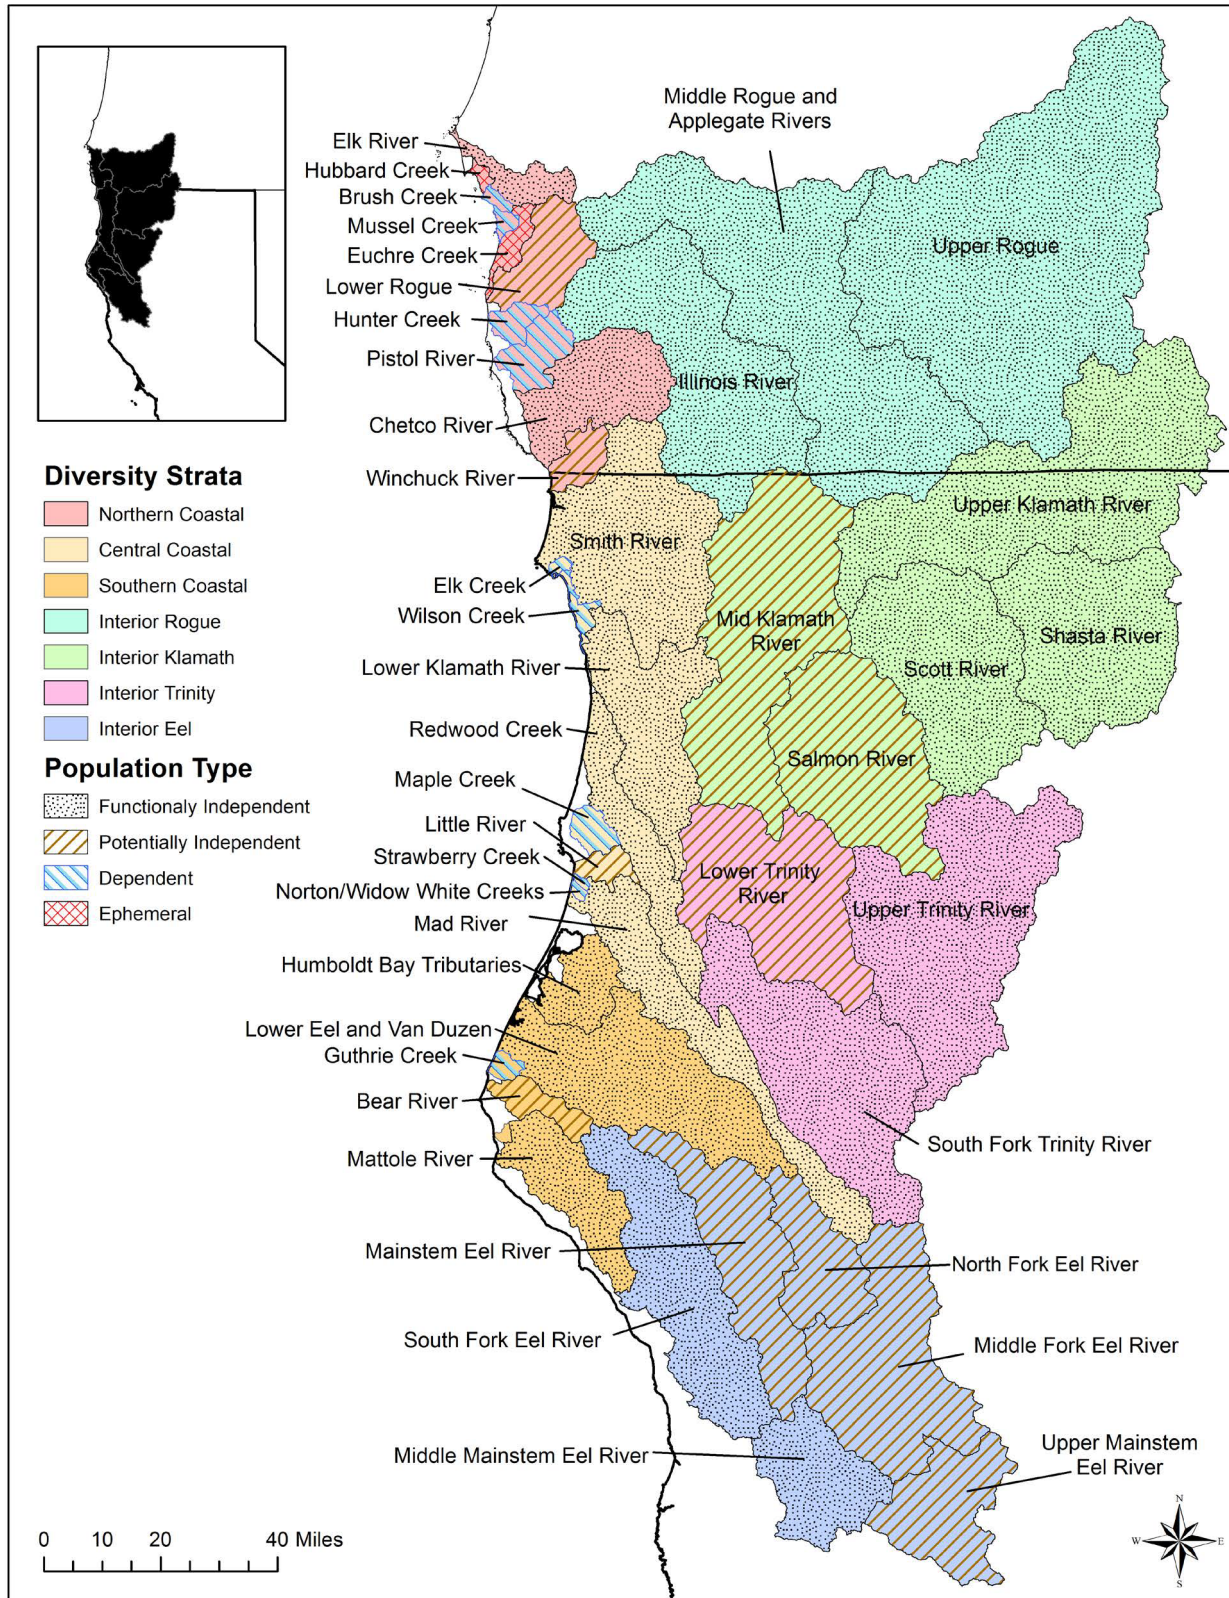 Middle Rogue and
Applegate Rivers
Elk River
Hubbard Creek
Brush Creek
Mussel Creek
Euchre Creek
Lower Rogue
Hunter Creek
Pistol River
Chetco River
Winchuck River
Upper Rogue
Illinois River
Upper Klamath River
Smith River
Elk Creek
Wilson Creek
Mid Klamath
River
Shasta River
Scott River
Lower Klamath River
Redwood Creek
Salmon River
Maple Creek
Little River
Strawberry Creek
Norton/Widow White Creeks
Mad River
Lower Trinity
River
Upper Trinity River
Humboldt Bay Tributaries
Lower Eel and Van Duzen
Guthrie Creek
Bear River
Mattole River
South Fork Trinity River
Mainstem Eel River
North Fork Eel River
South Fork Eel River
Middle Fork Eel River
Middle Mainstem Eel River
Upper Mainstem
Eel River
Diversity Strata
Northern Coastal
Central Coastal
Southern Coastal
Interior Rogue
Interior Klamath
Interior Trinity
Interior Eel
Population Type
Functionaly Independent
Potentially Independent
Dependent
Ephemeral
0 10 20 40 Miles
N
W E
S